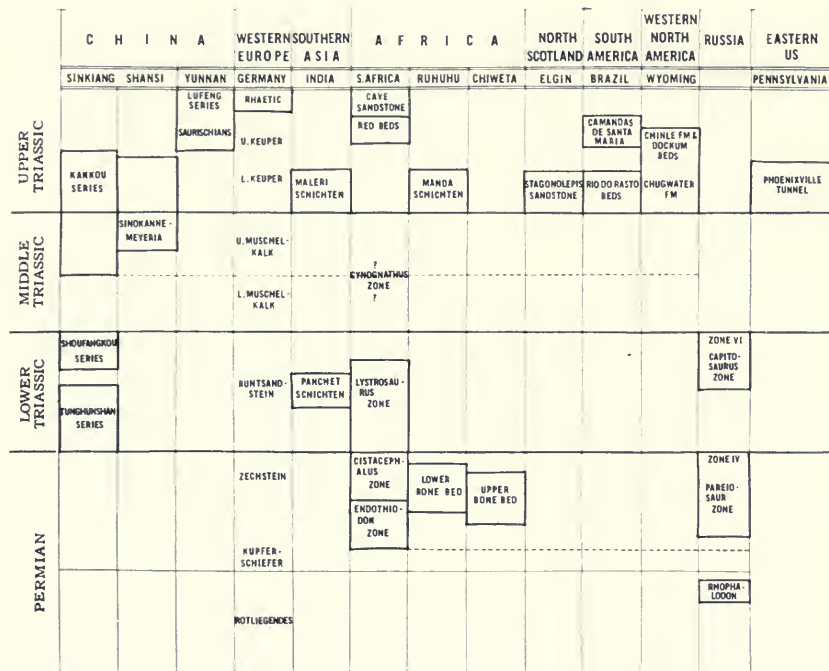 C H I N A
WESTERN EUROPE
SOUTHERN ASIA
A F R I C A
NORTH SCOTLAND
SOUTH AMERICA
WESTERN NORTH AMERICA
RUSSIA
EASTERN US
SINKIANG
SHANSI
YUNNAN
GERMANY
INDIA
S.AFRICA
RUHUHU
CHIWETA
ELGIN
BRAZIL
WYOMING
PENNSYLVANIA
UPPER
TRIASSIC
KANKOU
SERIES
LUFENG
SERIES
SAURISCHIANS
RHAETIC
U.KEUPER
L.KEUPER
MALERI
SCHICHTEN
CAVE
SANDSTONE
RED BEDS
MANDA
SCHICHTEN
STAGONOLEPIS
SANDSTONE
CAMANDAS
DE SANTA
MARIA
RIO DO RASTO
BEDS
CHINLE FM &
DOCKUM
BEDS
CHUGWATER
FM
PHOENIXVILLE
TUNNEL
MIDDLE
TRIASSIC
SINOKANNE-
MEYERIA
U.MUSCHEL-
KALK
L.MUSCHEL-
KALK
?
CYNOGNATHUS
ZONE
?
LOWER
TRIASSIC
SHOUFANGKOU
SERIES
TUNGHUNSHAN
SERIES
BUNTSAND-
STEIN
PANCHET
SCHICHTEN
LYSTROSAU-
RUS
ZONE
ZONE VI
CAPITO-
SAURUS
ZONE
PERMIAN
ZECHSTEIN
KUPFER-
SCHIEFER
ROTLIEGENDES
CISTACEPH-
ALUS
ZONE
ENDOTHIO-
DON
ZONE
LOWER
BONE BED
UPPER
BONE BED
ZONE IV
PAREIO-
SAUR
ZONE
RHOPHA-
LODON